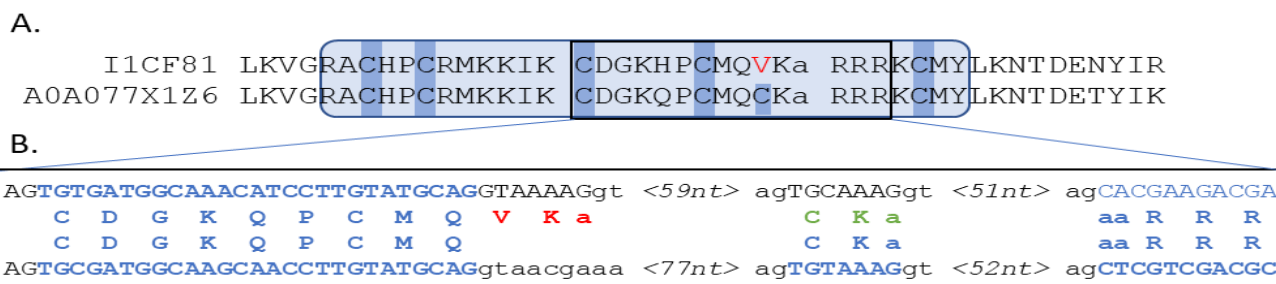 A.
I1CF81 LKVGRACHPCRMKKIK CDGKHPCMQVKa RRRKCMYLKNTDENYIR
A0A077X1Z6 LKVGRACHPCRMKKIK CDGKQPCMQCKa RRRKCMYLKNTDETYIK
B.
AGTGTGATGGCAAACATCCTTGTATGCAGGTAAAAGgt <59nt> agTGCAAAGgt <51nt> agCACGAAGACGA
C D G K Q P C M Q V K a C K a aa R R R
C D G K Q P C M Q C K a aa R R R
AGTGCGATGGCAAGCAACCTTGTATGCAGgtaacgaaa <77nt> agTGTAAAGgt <52nt> agCTCGTCGACGC